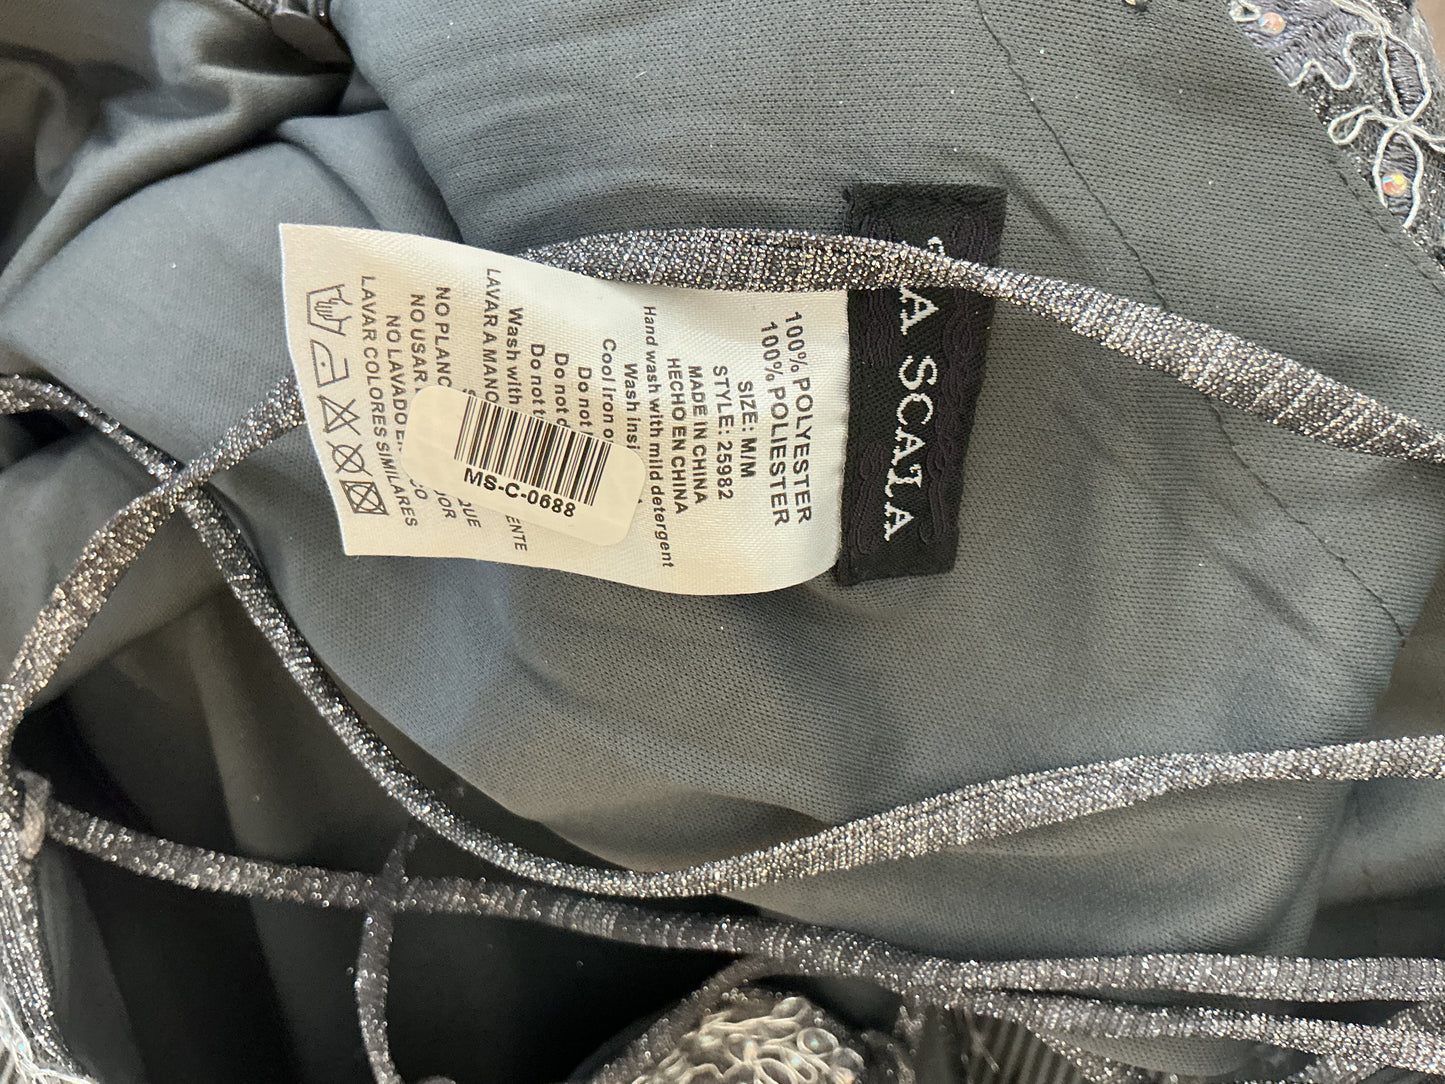 A SCALA
100% POLYESTER
100% POLIESTER
SIZE: M/M
STYLE: 25982
MADE IN CHINA
HECHO EN CHINA
Hand wash with mild detergent
Wash
Cool Iron
Do not
Do not
Do not
Wash with
LAVAR A MANO
NO PLANC
NO USAR
NO LAVADO
LAVAR COLORES SIMILARES
MS-C-0688